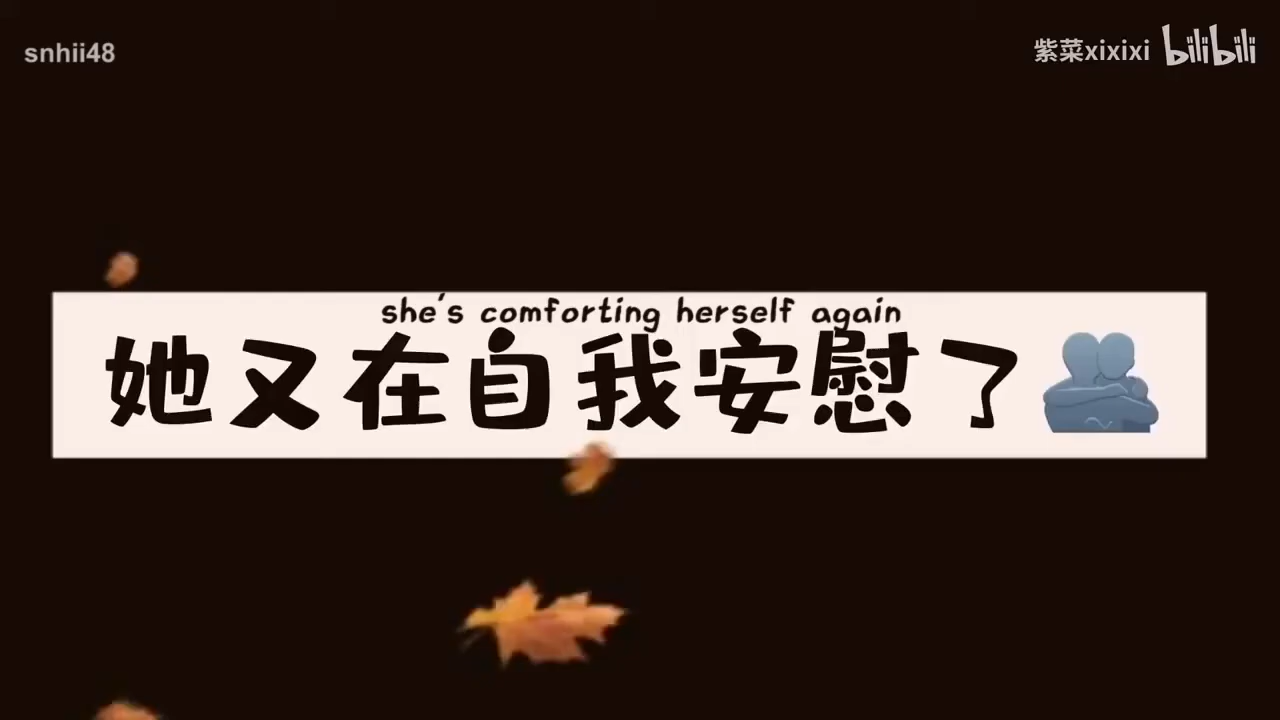 snhii48
紫菜xixixi bilibili
she's comforting herself again
她又在自我安慰了